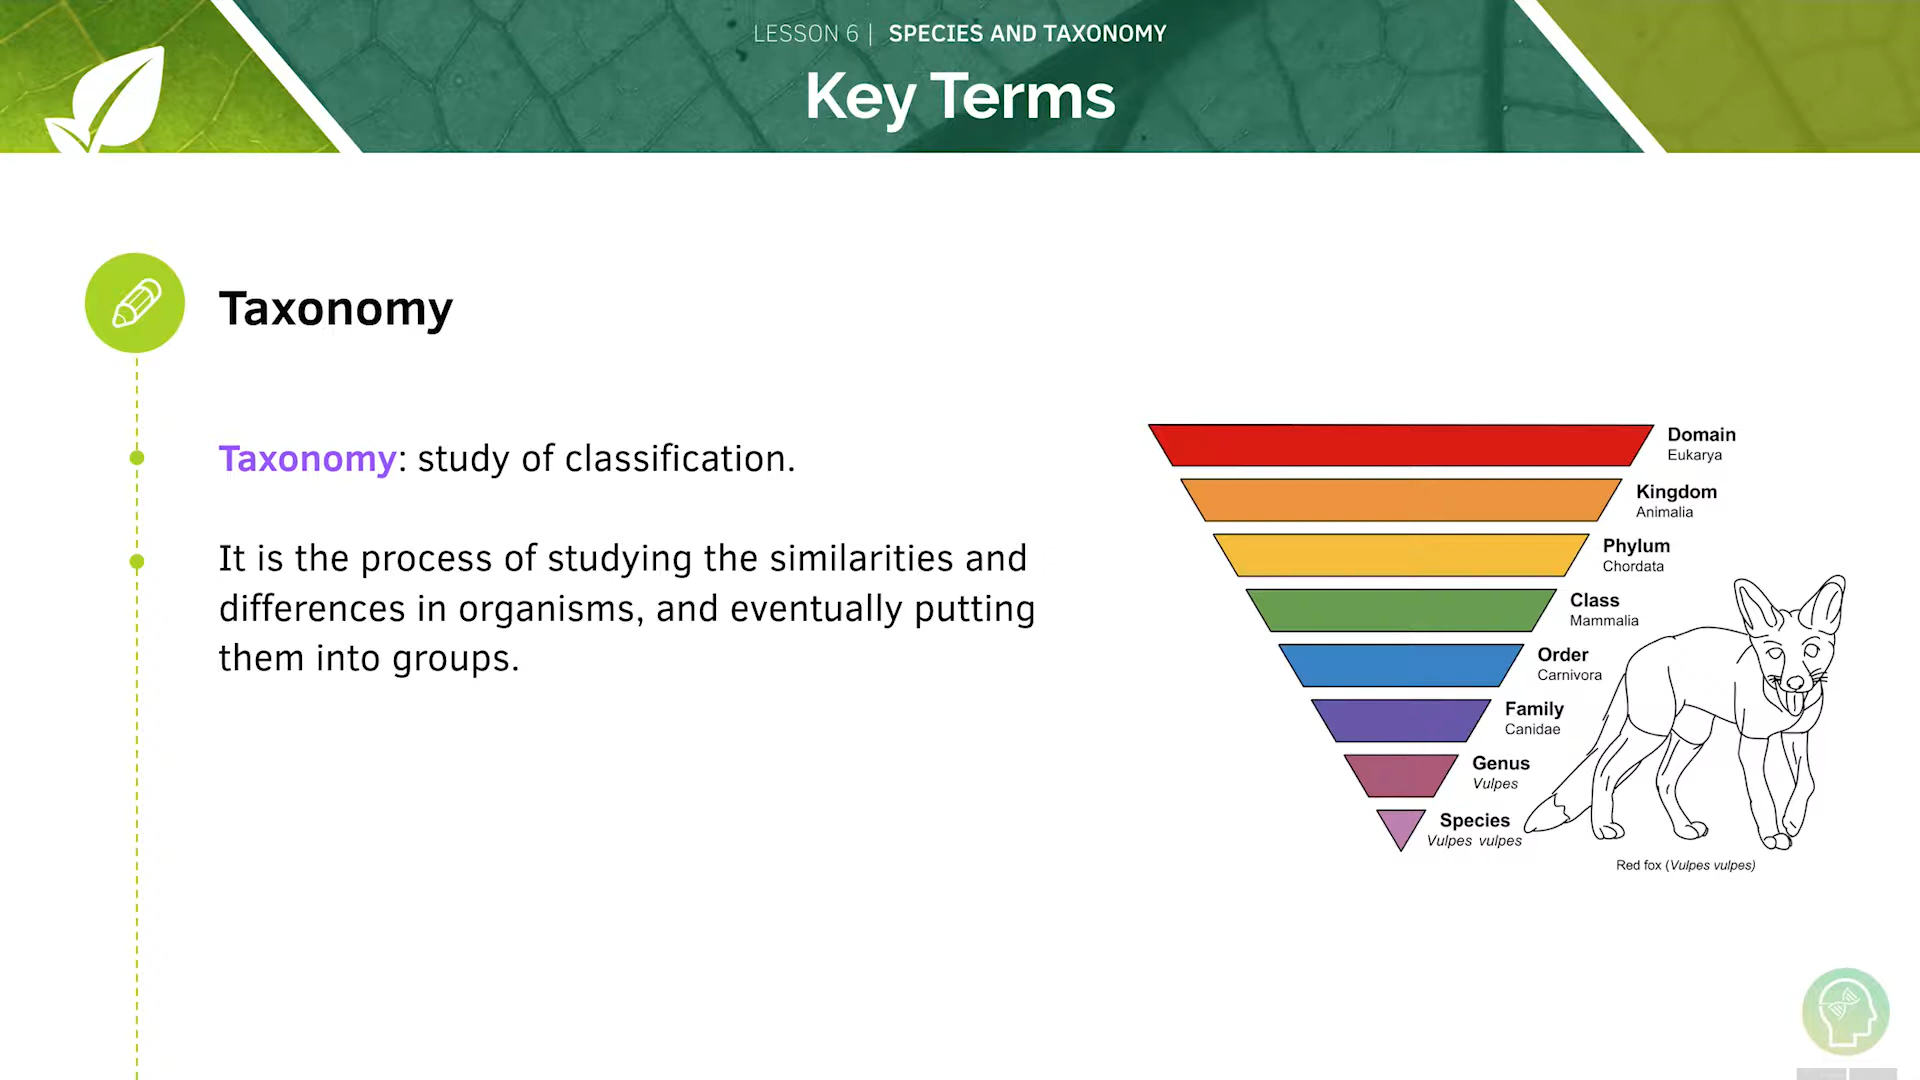 LESSON 6 | SPECIES AND TAXONOMY
Key Terms
Taxonomy
Taxonomy: study of classification.
It is the process of studying the similarities and
differences in organisms, and eventually putting
them into groups.
Domain
Eukarya
Kingdom
Animalia
Phylum
Chordata
Class
Mammalia
Order
Carnivora
Family
Canidae
Genus
Vulpes
Species
Vulpes vulpes
Red fox (Vulpes vulpes)